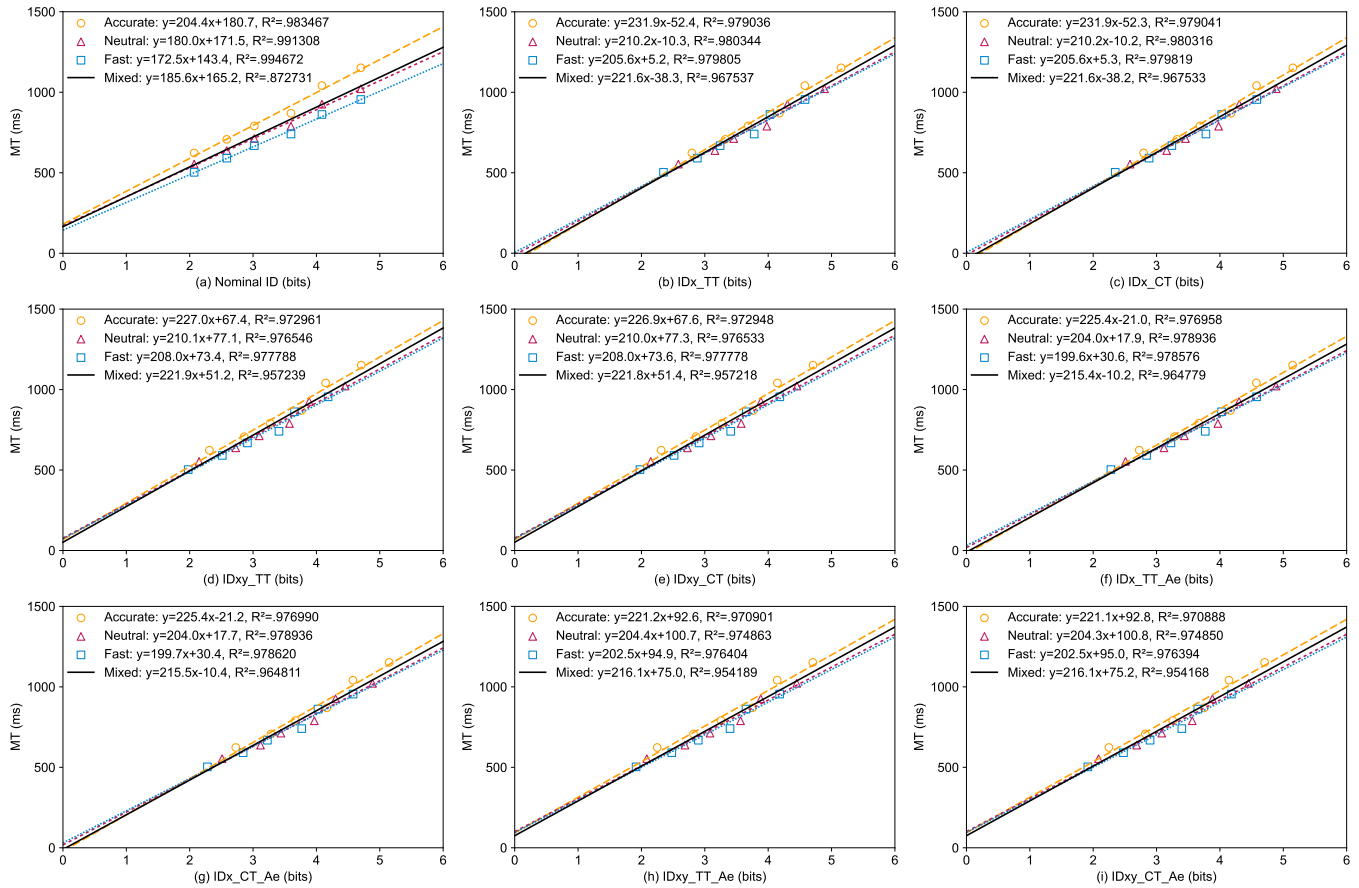 1500
1000
500
0
MT (ms)
Accurate: y=204.4x+180.7, R²=.983467
Neutral: y=180.0x+171.5, R²=.991308
Fast: y=172.5x+143.4, R²=.994672
Mixed: y=185.6x+165.2, R²=.872731
0 1 2 3 4 5 6
(a) Nominal ID (bits)
1500
1000
500
0
MT (ms)
Accurate: y=231.9x-52.4, R²=.979036
Neutral: y=210.2x-10.3, R²=.980344
Fast: y=205.6x+5.2, R²=.979805
Mixed: y=221.6x-38.3, R²=.967537
0 1 2 3 4 5 6
(b) IDx_TT (bits)
1500
1000
500
0
MT (ms)
Accurate: y=231.9x-52.3, R²=.979041
Neutral: y=210.2x-10.2, R²=.980316
Fast: y=205.6x+5.3, R²=.979819
Mixed: y=221.6x-38.2, R²=.967533
0 1 2 3 4 5 6
(c) IDx_CT (bits)
1500
1000
500
0
MT (ms)
Accurate: y=227.0x+67.4, R²=.972961
Neutral: y=210.1x+77.1, R²=.976546
Fast: y=208.0x+73.4, R²=.977788
Mixed: y=221.9x+51.2, R²=.957239
0 1 2 3 4 5 6
(d) IDxy_TT (bits)
1500
1000
500
0
MT (ms)
Accurate: y=226.9x+67.6, R²=.972948
Neutral: y=210.0x+77.3, R²=.976533
Fast: y=208.0x+73.6, R²=.977778
Mixed: y=221.8x+51.4, R²=.957218
0 1 2 3 4 5 6
(e) IDxy_CT (bits)
1500
1000
500
0
MT (ms)
Accurate: y=225.4x-21.0, R²=.976958
Neutral: y=204.0x+17.9, R²=.978936
Fast: y=199.6x+30.6, R²=.978576
Mixed: y=215.4x-10.2, R²=.964779
0 1 2 3 4 5 6
(f) IDx_TT_Ae (bits)
1500
1000
500
0
MT (ms)
Accurate: y=225.4x-21.2, R²=.976990
Neutral: y=204.0x+17.7, R²=.978936
Fast: y=199.7x+30.4, R²=.978620
Mixed: y=215.5x-10.4, R²=.964811
0 1 2 3 4 5 6
(g) IDx_CT_Ae (bits)
1500
1000
500
0
MT (ms)
Accurate: y=221.2x+92.6, R²=.970901
Neutral: y=204.4x+100.7, R²=.974863
Fast: y=202.5x+94.9, R²=.976404
Mixed: y=216.1x+75.0, R²=.954189
0 1 2 3 4 5 6
(h) IDxy_TT_Ae (bits)
1500
1000
500
0
MT (ms)
Accurate: y=221.1x+92.8, R²=.970888
Neutral: y=204.3x+100.8, R²=.974850
Fast: y=202.5x+95.0, R²=.976394
Mixed: y=216.1x+75.2, R²=.954168
0 1 2 3 4 5 6
(i) IDxy_CT_Ae (bits)